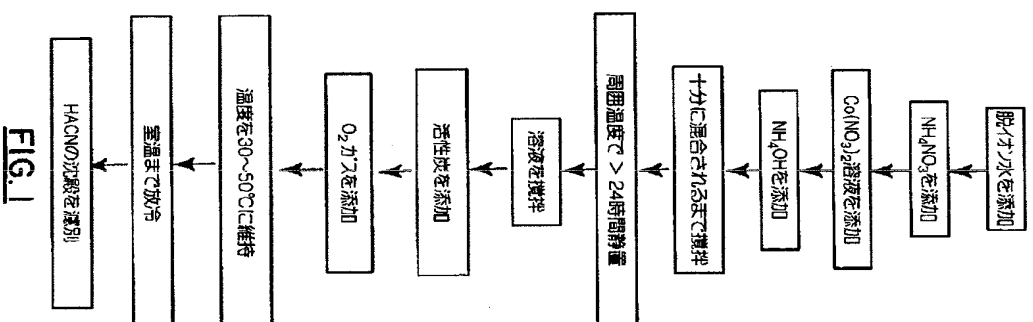 脱イオン水を添加
NH₄NO₃を添加
Co(NO₃)₂溶液を添加
NH₄OHを添加
十分に混合されるまで攪拌
周囲温度で > 24時間静置
溶液を攪拌
活性炭を添加
O₂ガスを添加
温度を30~50℃に維持
室温まで放冷
HACNの沈殿を濾別
FIG. 1